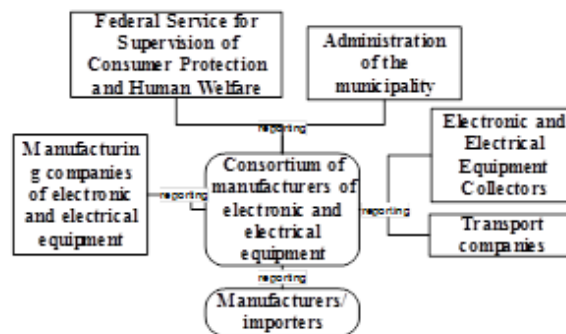 Federal Service for
Supervision of
Consumer Protection
and Human Welfare
Administration
of the
municipality
reporting
Manufacturin
g companies
of electronic
and electrical
equipment
reporting
Consortium of
manufacturers of
electronic and
electrical
equipment
reporting
Electronic and
Electrical
Equipment
Collectors
Transport
companies
reporting
Manufacturers/
importers